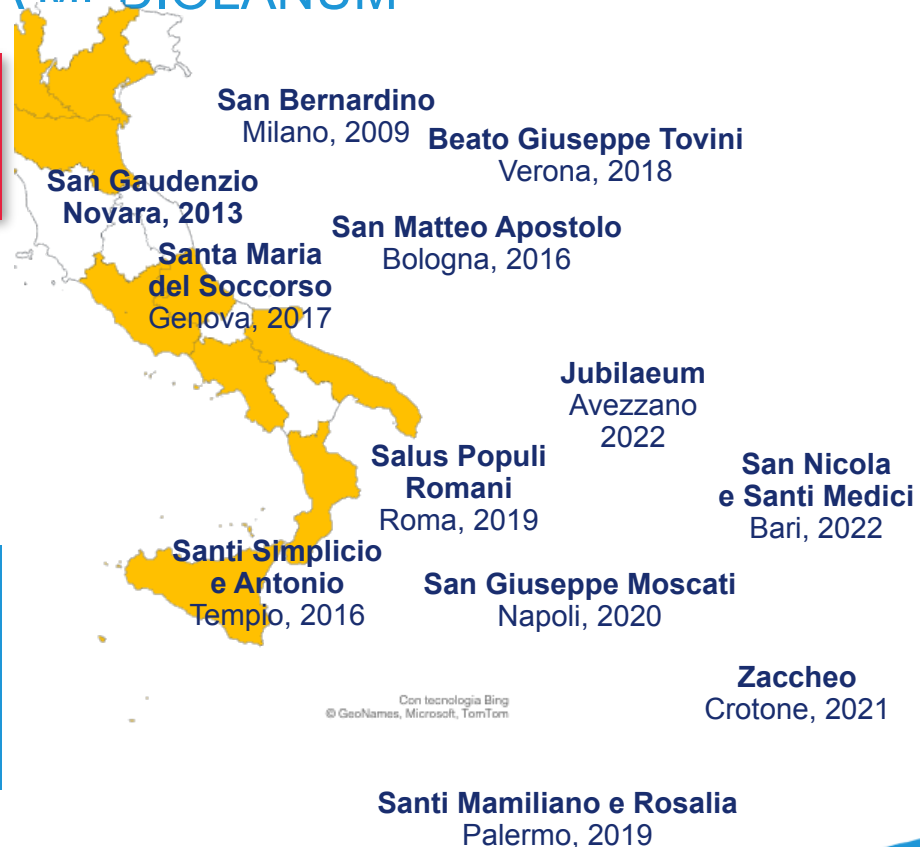 DIOLANUM
San Bernardino
Milano, 2009
Beato Giuseppe Tovini
Verona, 2018
San Gaudenzio
Novara, 2013
San Matteo Apostolo
Bologna, 2016
Santa Maria
del Soccorso
Genova, 2017
Jubilaeum
Avezzano
2022
Salus Populi
Romani
Roma, 2019
San Nicola
e Santi Medici
Bari, 2022
Santi Simplicio
e Antonio
Tempio, 2016
San Giuseppe Moscati
Napoli, 2020
Zaccheo
Crotone, 2021
Con tecnologia Bing
© GeoNames, Microsoft, TomTom
Santi Mamiliano e Rosalia
Palermo, 2019